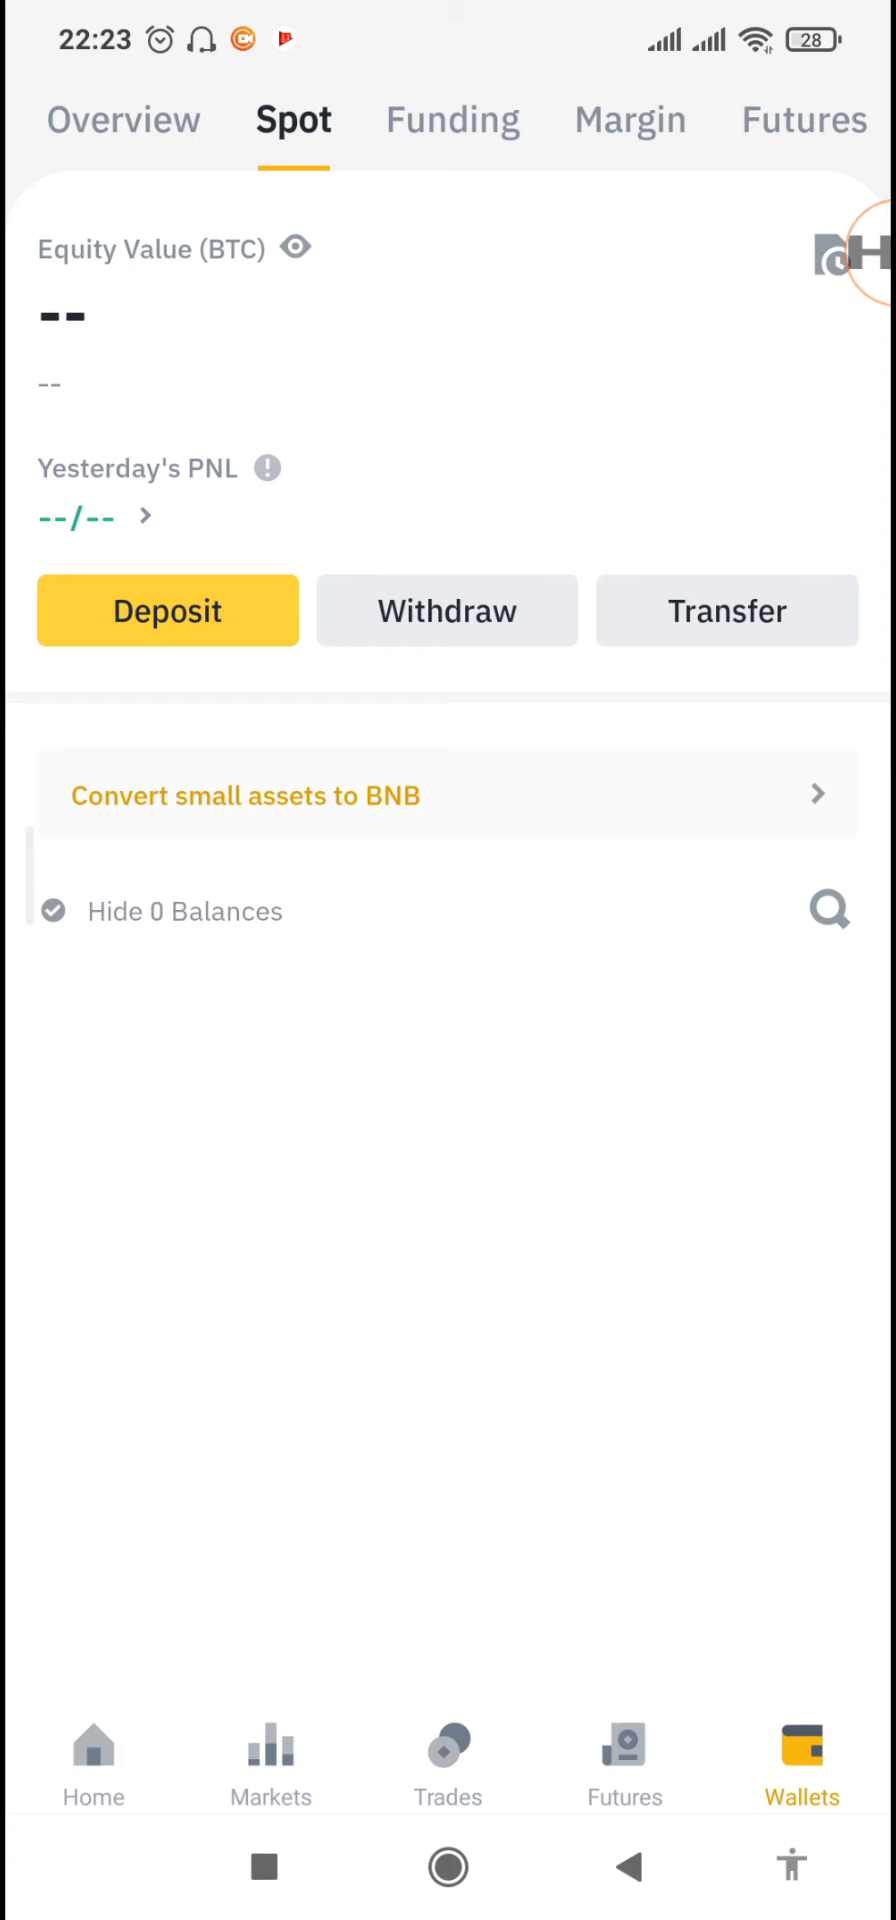 22:23 28
Overview Spot Funding Margin Futures
Equity Value (BTC)
--
--
Yesterday's PNL
--/--
Deposit Withdraw Transfer
Convert small assets to BNB
Hide 0 Balances
Home Markets Trades Futures Wallets